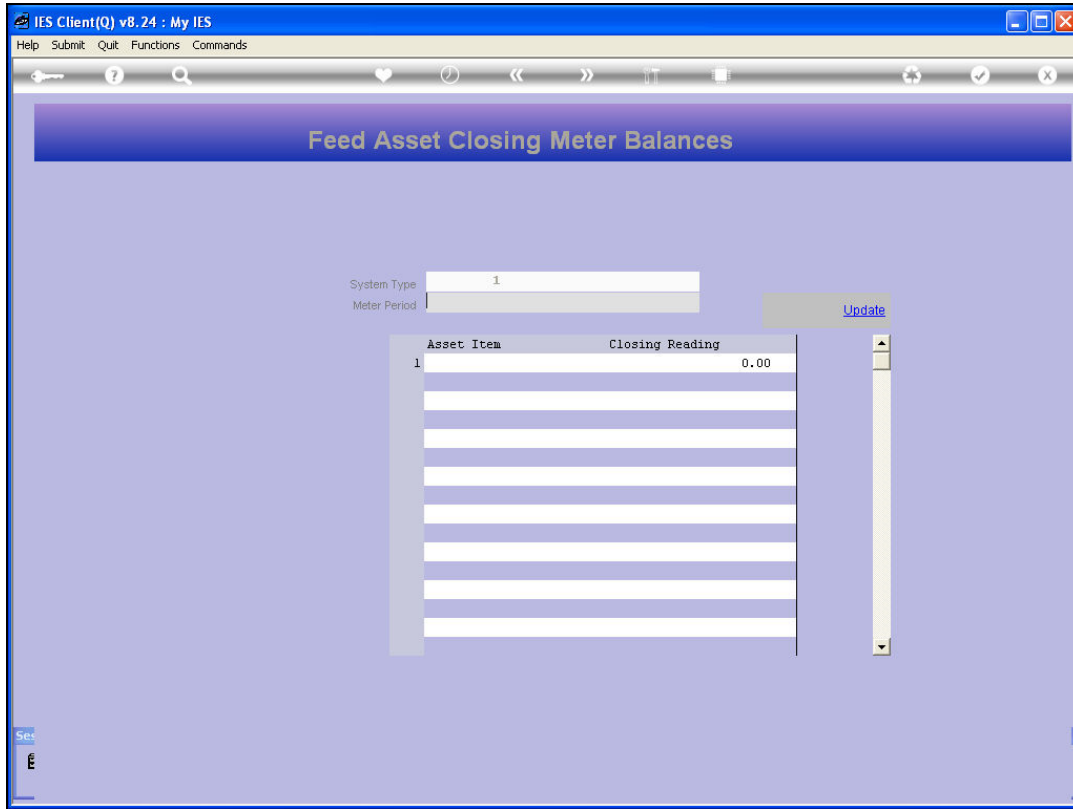 IES Client(Q) v8.24 : My IES
Help Submit Quit Functions Commands
Feed Asset Closing Meter Balances
System Type 1
Meter Period
Update
Asset Item Closing Reading
1 0.00
Ses